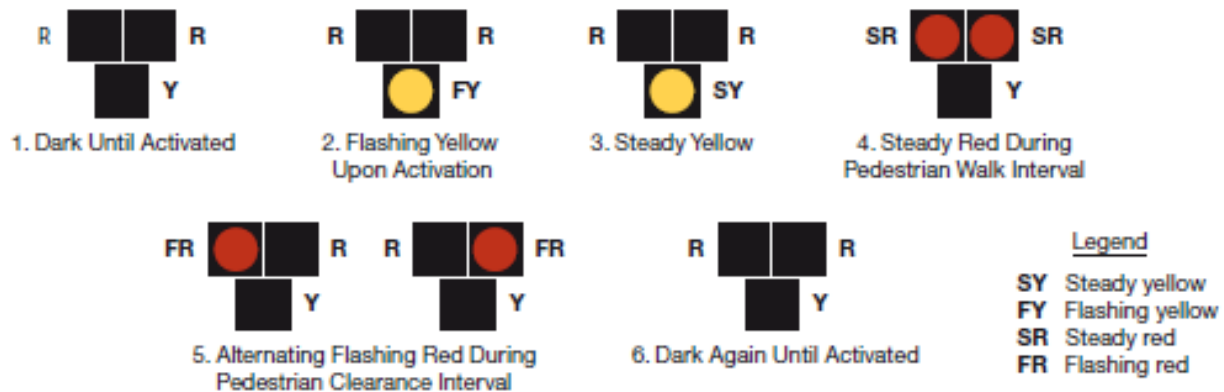 R R R R R R SR SR
Y FY SY Y
1. Dark Until Activated 2. Flashing Yellow 3. Steady Yellow 4. Steady Red During
Upon Activation Pedestrian Walk Interval
FR R R FR R R Legend
Y Y Y SY Steady yellow
FY Flashing yellow
5. Alternating Flashing Red During 6. Dark Again Until Activated SR Steady red
Pedestrian Clearance Interval FR Flashing red